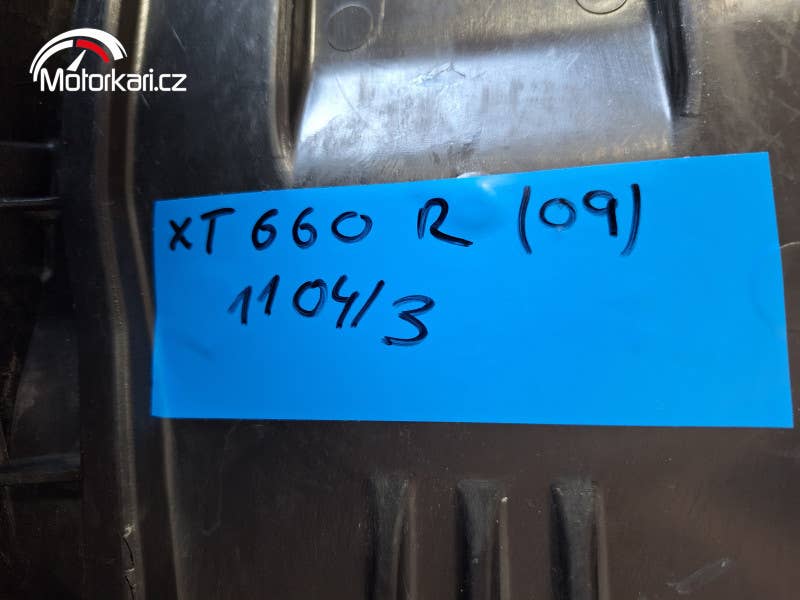 Motorkari.cz
XT 660 R (09)
1104/3